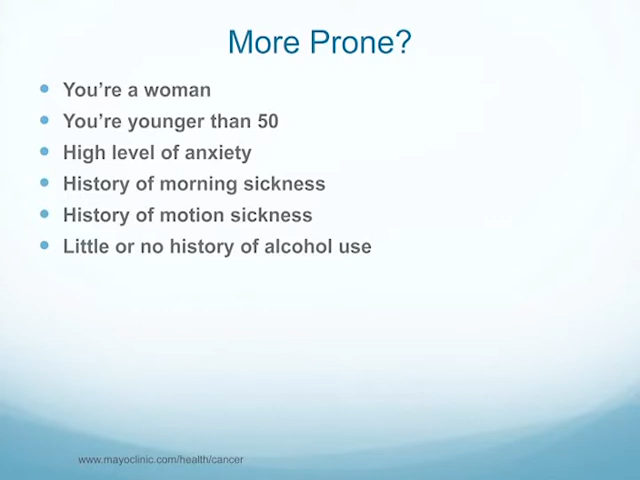 More Prone?
You’re a woman
You’re younger than 50
High level of anxiety
History of morning sickness
History of motion sickness
Little or no history of alcohol use
www.mayoclinic.com/health/cancer